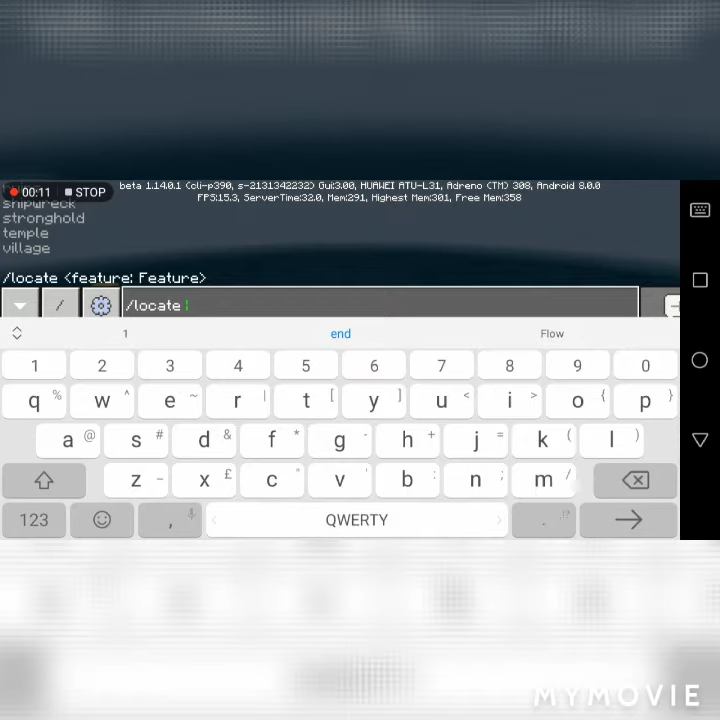 00:11 STOP
beta 1.14.0.1 (cli-p390, s-2131342232) Gui:3.00, HUAWEI ATU-L31, Adreno (TM) 308, Android 8.0.0
FPS:15.3, ServerTime:32.0, Mem:291, Highest Mem:301, Free Mem:358
shipwreck
stronghold
temple
village
/locate <feature: Feature>
/ /locate
1 end Flow
1 2 3 4 5 6 7 8 9 0
q % w ^ e ~ r | t [ y ] u < i > o { p }
a @ s # d & f * g - h + j = k ( l )
z _ x £ c " v ' b : n ; m /
123 , QWERTY . !?
MYMOVIE